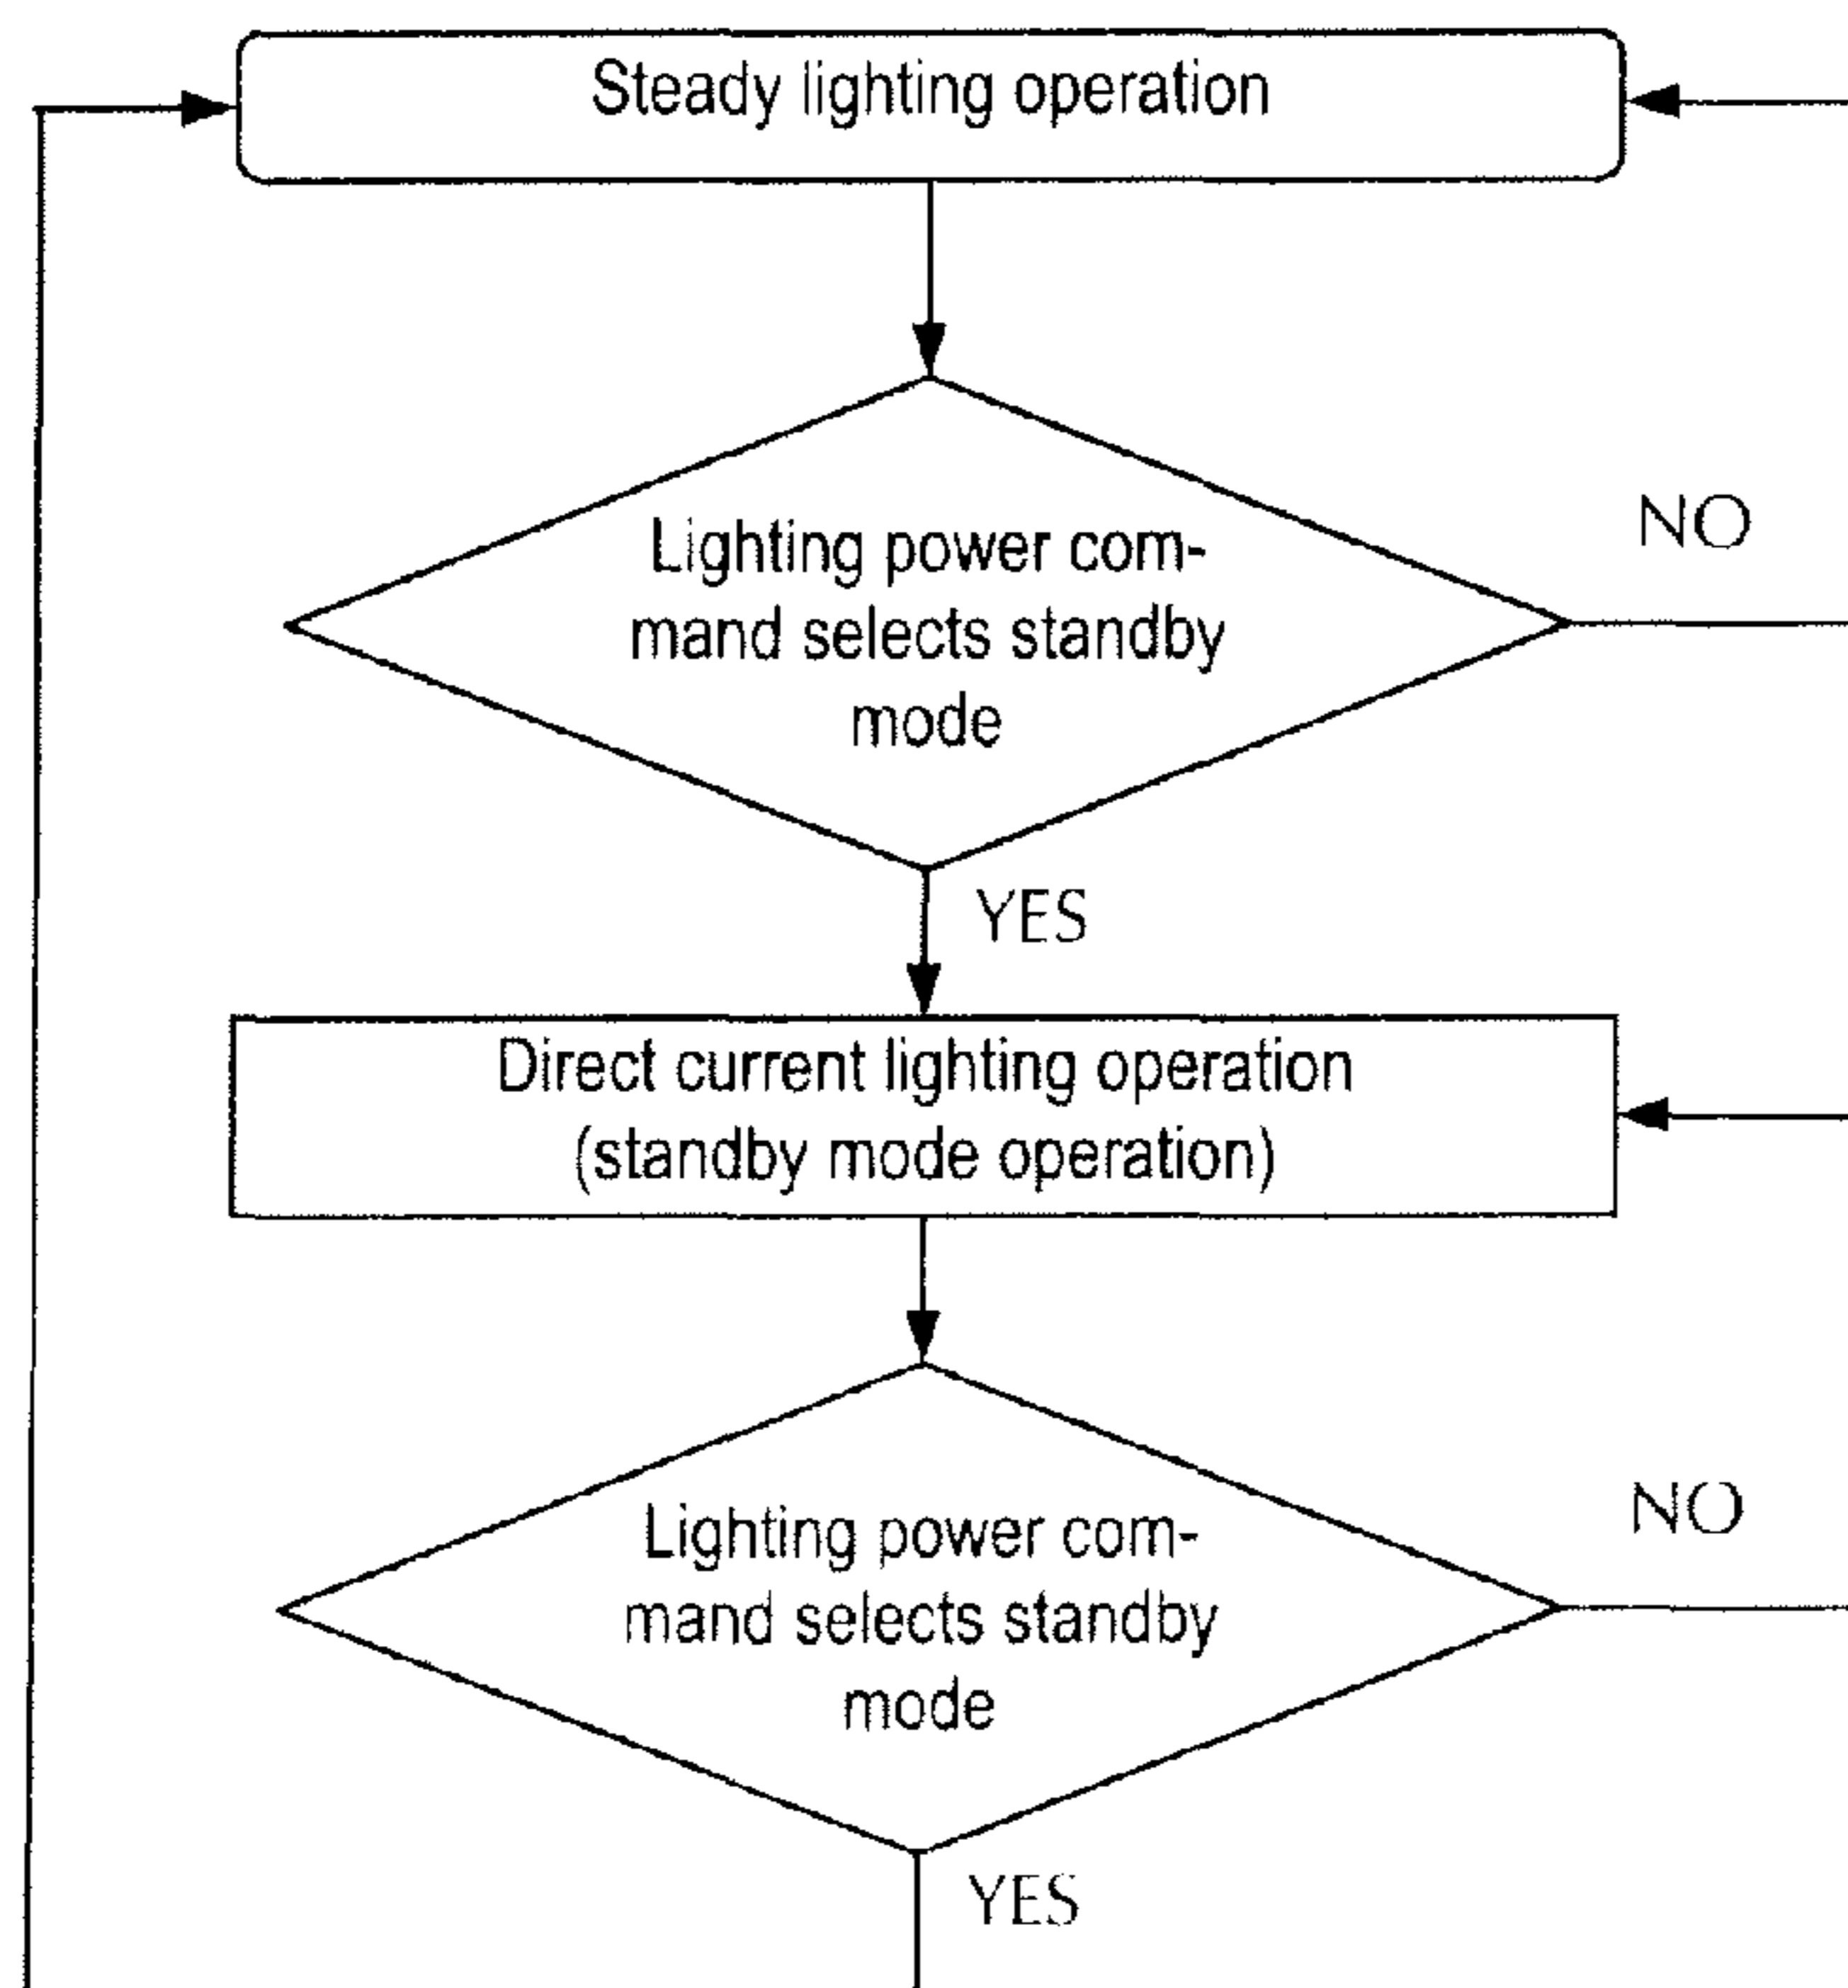 Steady lighting operation
Lighting power com-
mand selects standby
mode
NO
YES
Direct current lighting operation
(standby mode operation)
Lighting power com-
mand selects standby
mode
NO
YES